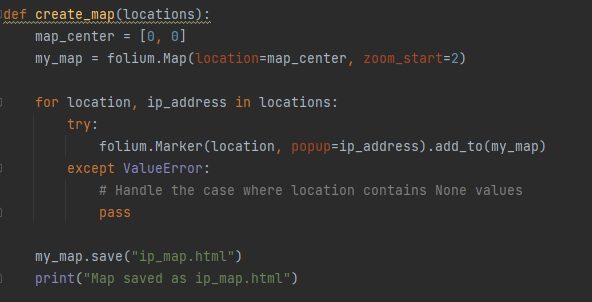 def create_map(locations):
    map_center = [0, 0]
    my_map = folium.Map(location=map_center, zoom_start=2)

    for location, ip_address in locations:
        try:
            folium.Marker(location, popup=ip_address).add_to(my_map)
        except ValueError:
            # Handle the case where location contains None values
            pass

    my_map.save("ip_map.html")
    print("Map saved as ip_map.html")